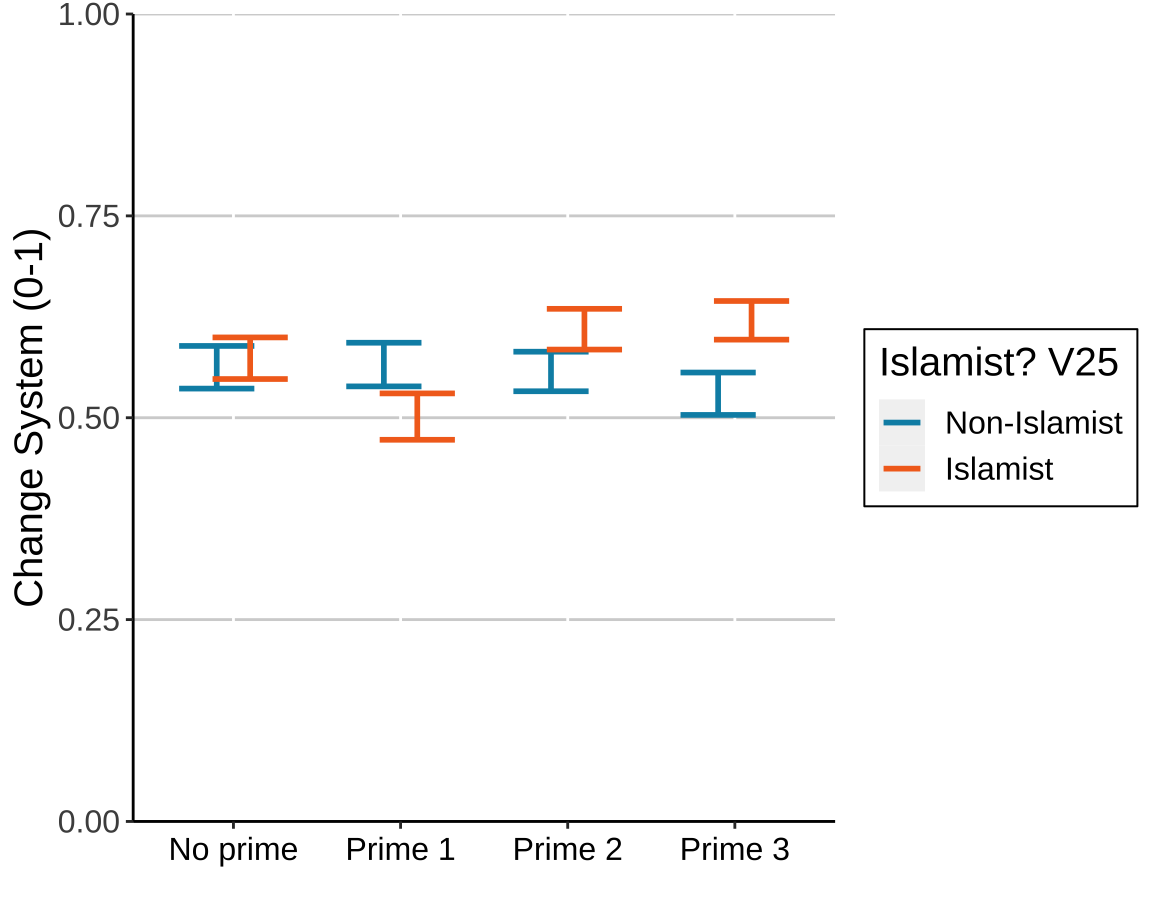 1.00
0.75
0.50
0.25
0.00
Change System (0-1)
No prime
Prime 1
Prime 2
Prime 3
Islamist? V25
Non-Islamist
Islamist